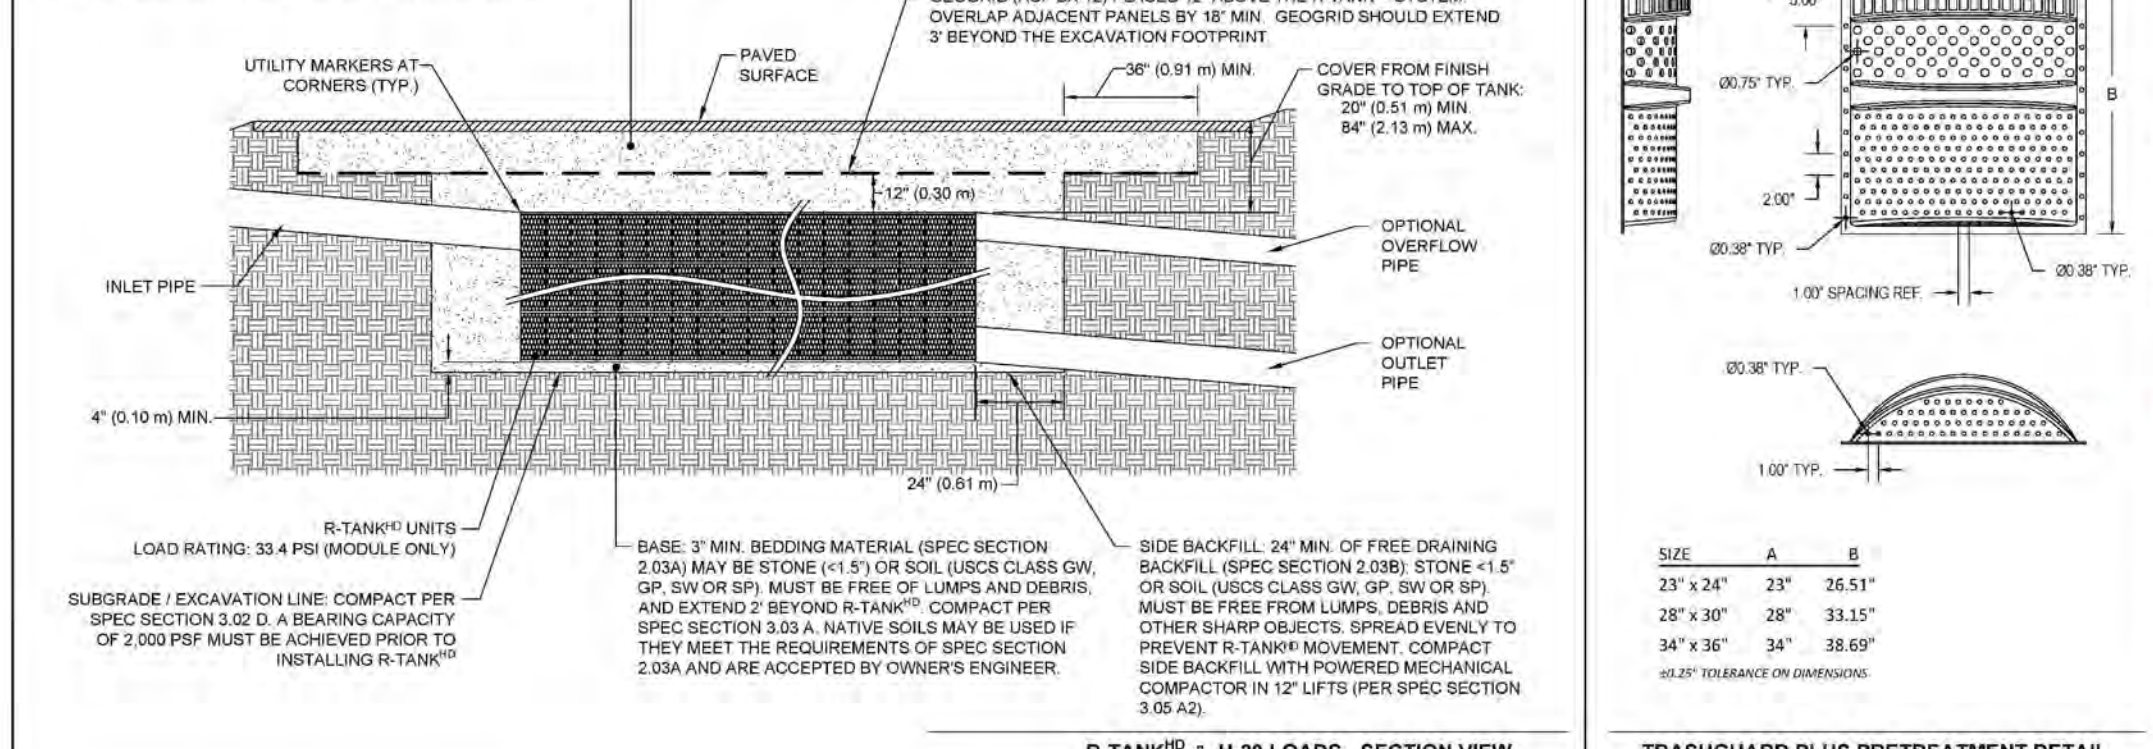 OVERLAP ADJACENT PANELS BY 18" MIN. GEOGRID SHOULD EXTEND
3' BEYOND THE EXCAVATION FOOTPRINT.
UTILITY MARKERS AT
CORNERS (TYP.)
PAVED
SURFACE
36" (0.91 m) MIN.
COVER FROM FINISH
GRADE TO TOP OF TANK:
20" (0.51 m) MIN.
84" (2.13 m) MAX.
12" (0.30 m)
INLET PIPE
OPTIONAL
OVERFLOW
PIPE
OPTIONAL
OUTLET
PIPE
4" (0.10 m) MIN.
24" (0.61 m)
R-TANKHD UNITS
LOAD RATING: 33.4 PSI (MODULE ONLY)
SUBGRADE / EXCAVATION LINE: COMPACT PER
SPEC SECTION 3.02 D. A BEARING CAPACITY
OF 2,000 PSF MUST BE ACHIEVED PRIOR TO
INSTALLING R-TANKHD
BASE: 3" MIN. BEDDING MATERIAL (SPEC SECTION
2.03A) MAY BE STONE (<1.5") OR SOIL (USCS CLASS GW,
GP, SW OR SP). MUST BE FREE OF LUMPS AND DEBRIS,
AND EXTEND 2' BEYOND R-TANKHD. COMPACT PER
SPEC SECTION 3.03 A. NATIVE SOILS MAY BE USED IF
THEY MEET THE REQUIREMENTS OF SPEC SECTION
2.03A AND ARE ACCEPTED BY OWNER'S ENGINEER.
SIDE BACKFILL: 24" MIN. OF FREE DRAINING
BACKFILL (SPEC SECTION 2.03B): STONE <1.5"
OR SOIL (USCS CLASS GW, GP, SW OR SP).
MUST BE FREE FROM LUMPS, DEBRIS AND
OTHER SHARP OBJECTS. SPREAD EVENLY TO
PREVENT R-TANKHD MOVEMENT. COMPACT
SIDE BACKFILL WITH POWERED MECHANICAL
COMPACTOR IN 12" LIFTS (PER SPEC SECTION
3.05 A2).
R-TANKHD - H-20 LOADS - SECTION VIEW
5.00"
Ø0.75" TYP.
B
2.00"
Ø0.38" TYP.
Ø0.38" TYP.
1.00" SPACING REF.
Ø0.38" TYP.
1.00" TYP.
SIZE A B
23" x 24" 23" 26.51"
28" x 30" 28" 33.15"
34" x 36" 34" 38.69"
±0.25" TOLERANCE ON DIMENSIONS
TRASHGUARD PLUS PRETREATMENT DETAIL